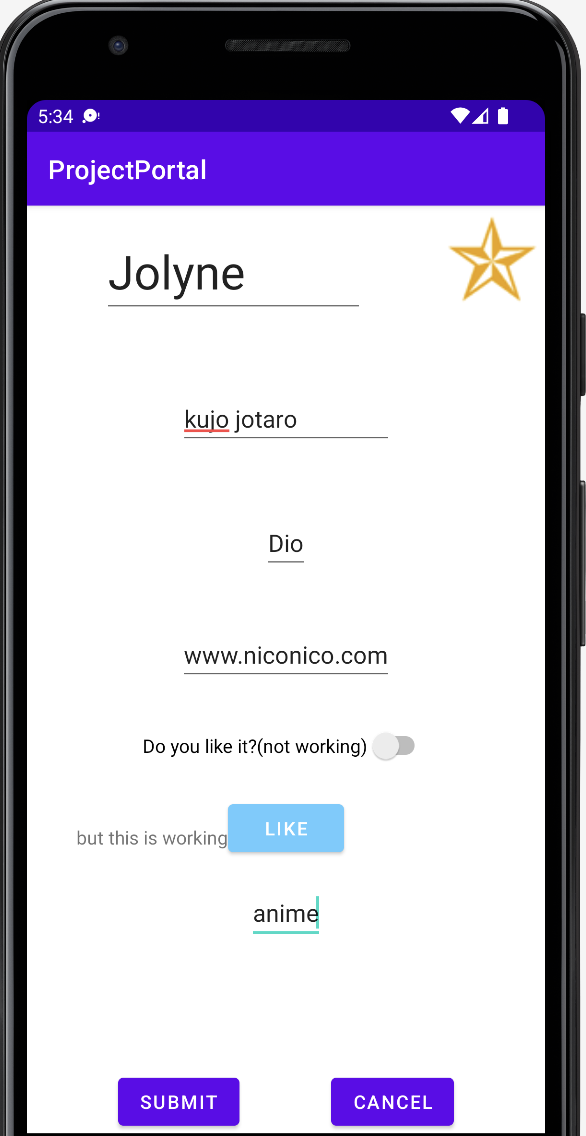 5:34
ProjectPortal
Jolyne
kujo jotaro
Dio
www.niconico.com
Do you like it?(not working)
but this is working LIKE
anime
SUBMIT CANCEL